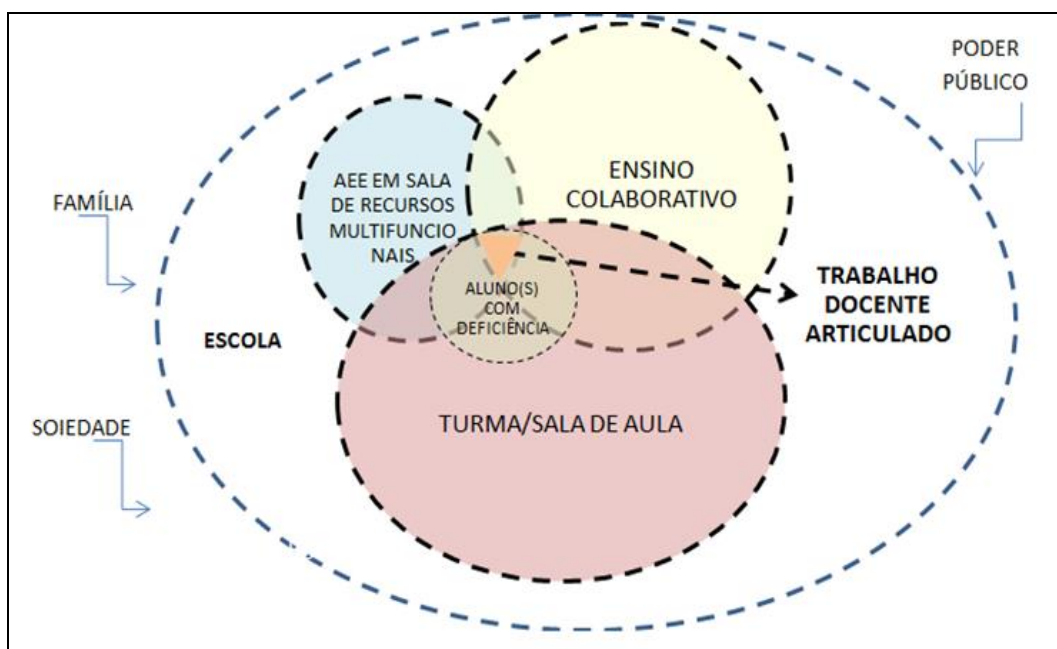 PODER
PÚBLICO
AEE EM SALA
DE RECURSOS
MULTIFUNCIO
NAIS
ENSINO
COLABORATIVO
FAMÍLIA
ALUNO(S)
COM
DEFICIÊNCIA
TRABALHO
DOCENTE
ARTICULADO
ESCOLA
SOIEDADE
TURMA/SALA DE AULA